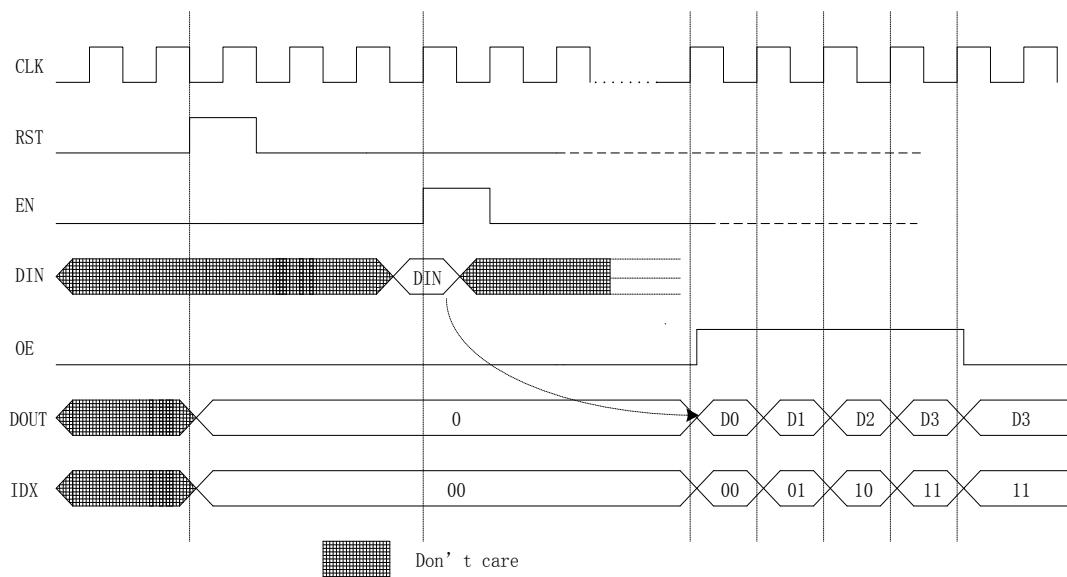 CLK
RST
EN
DIN DIN
OE
DOUT 0 D0 D1 D2 D3 D3
IDX 00 00 01 10 11 11
Don't care